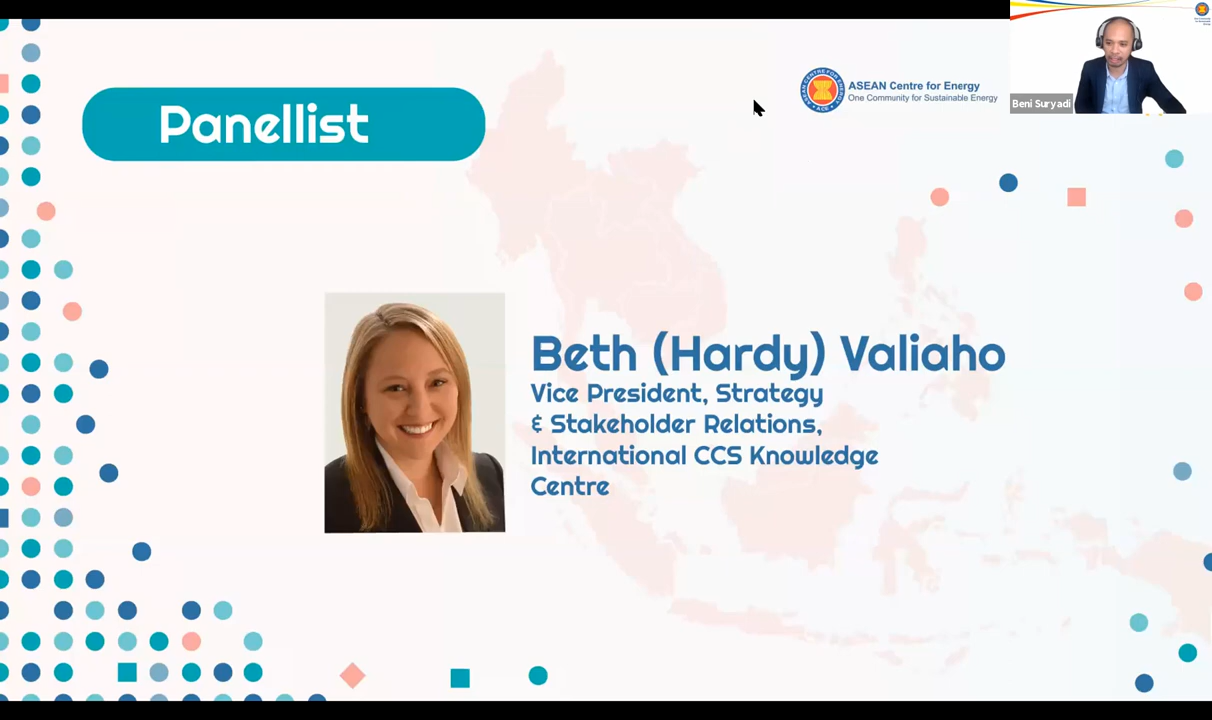 Panellist
ASEAN Centre for Energy
One Community for Sustainable Energy
Beni Suryadi
Beth (Hardy) Valiaho
Vice President, Strategy
& Stakeholder Relations,
International CCS Knowledge
Centre